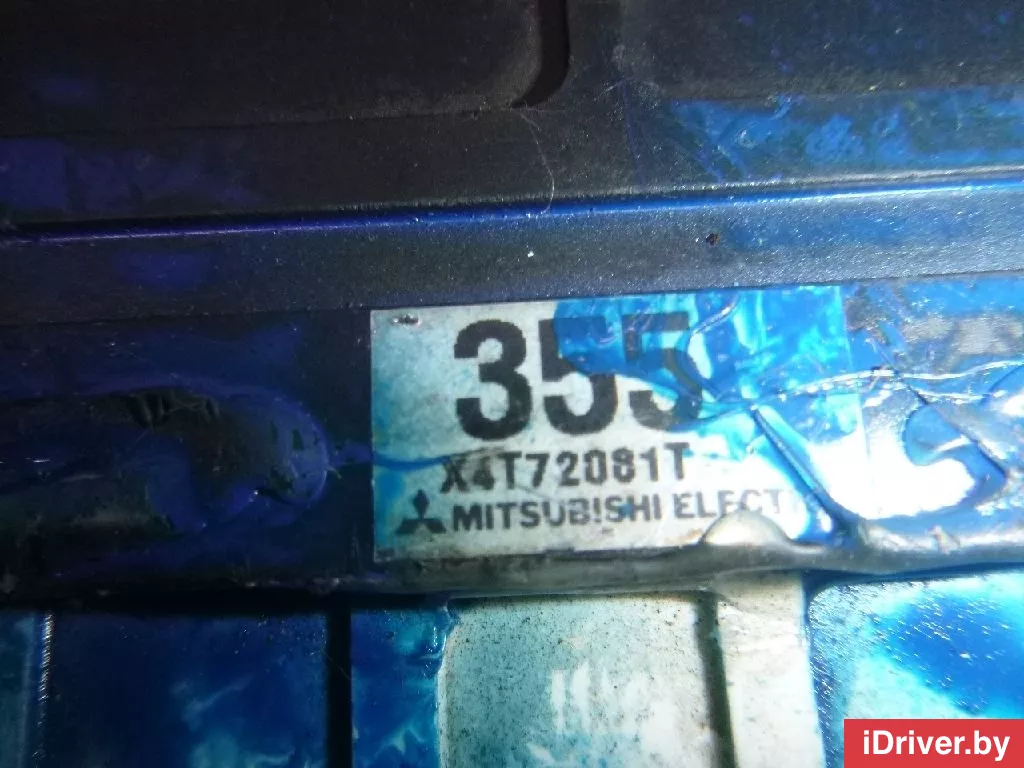 355
X4T72081T
MITSUBISHI ELECT
iDriver.by